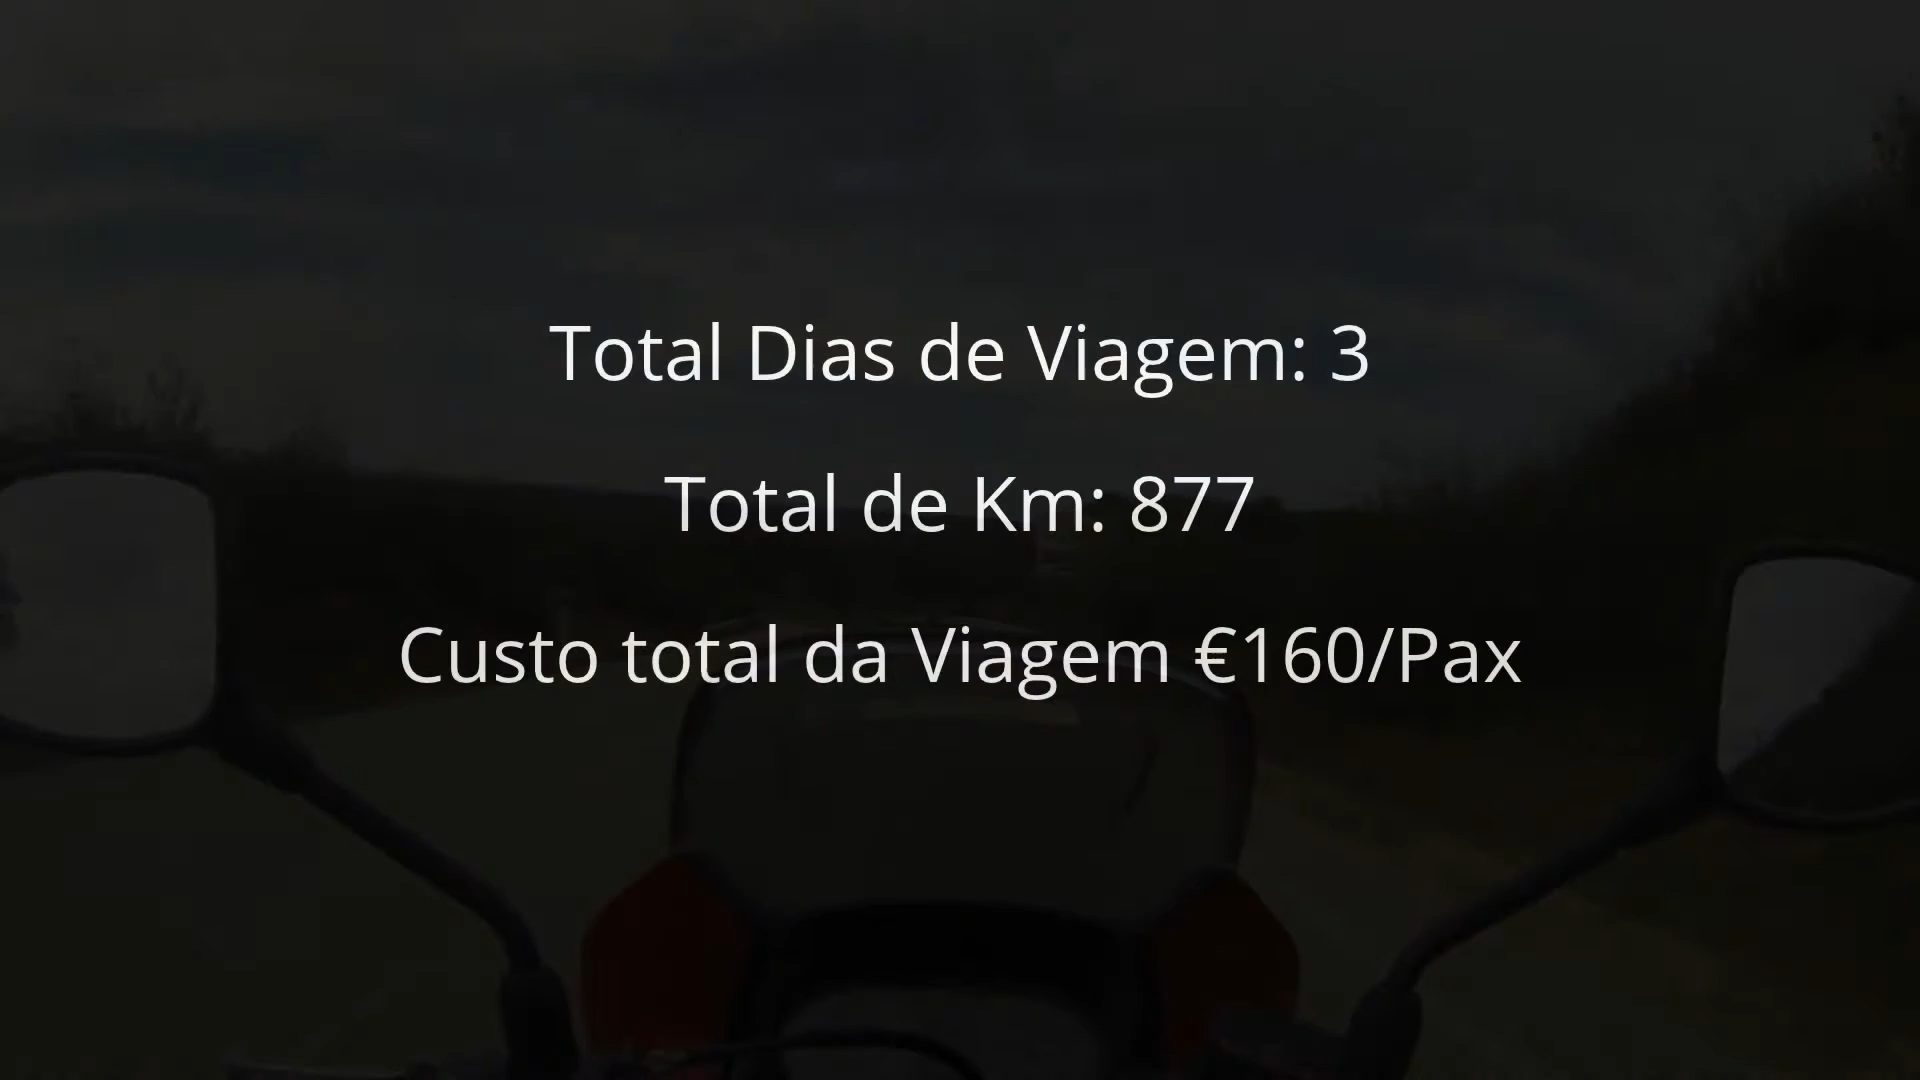 Total Dias de Viagem: 3
Total de Km: 877
Custo total da Viagem €160/Pax